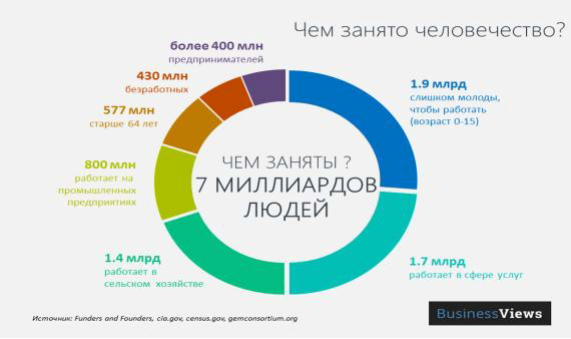 Чем занято человечество?
более 400 млн
предпринимателей
430 млн
безработных
577 млн
старше 64 лет
800 млн
работает на
промышленных
предприятиях
1.4 млрд
работает в
сельском хозяйстве
1.9 млрд
слишком молоды,
чтобы работать
(возраст 0-15)
1.7 млрд
работает в сфере услуг
ЧЕМ ЗАНЯТЫ ?
7 МИЛЛИАРДОВ
ЛЮДЕЙ
BusinessViews
Источник: Funders and Founders, cia.gov, census.gov, gemconsortium.org